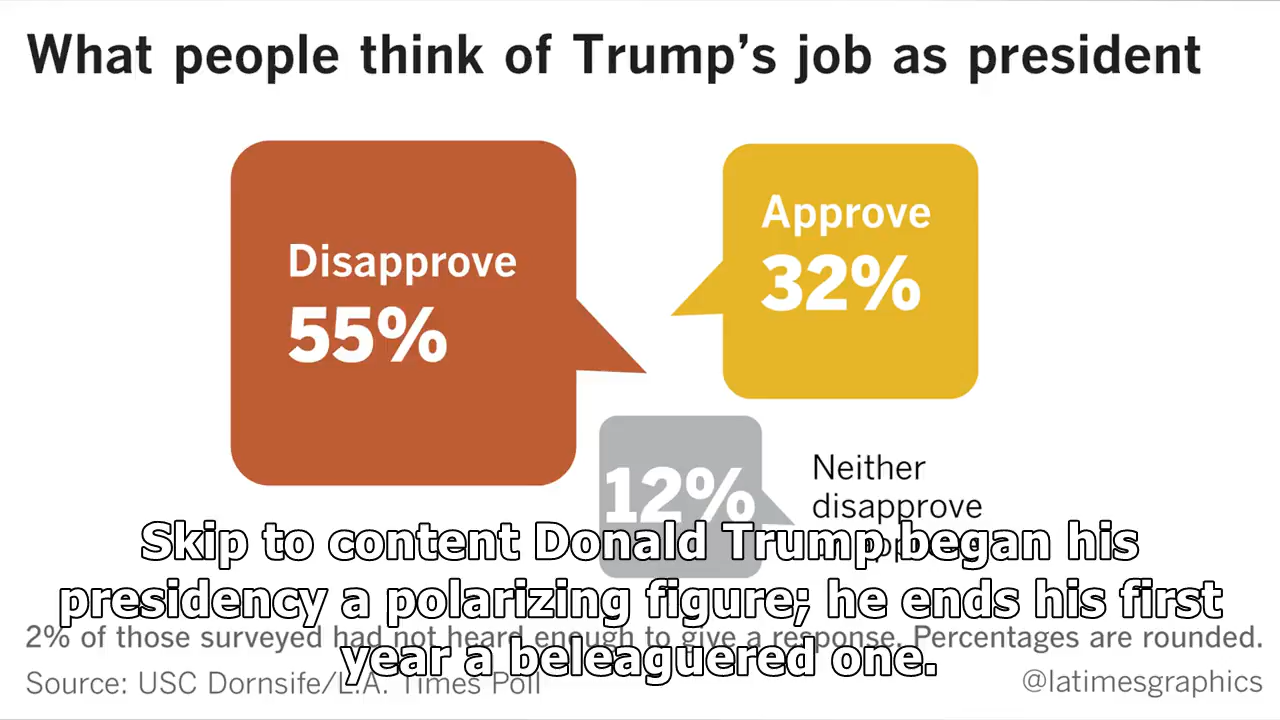 What people think of Trump's job as president
Disapprove
55%
Approve
32%
12%
Neither
disapprove
Skip to content Donald Trump began his
presidency a polarizing figure; he ends his first
year a beleaguered one.
2% of those surveyed had not heard enough to give a response. Percentages are rounded.
Source: USC Dornsife/L.A. Times Poll
@latimesgraphics